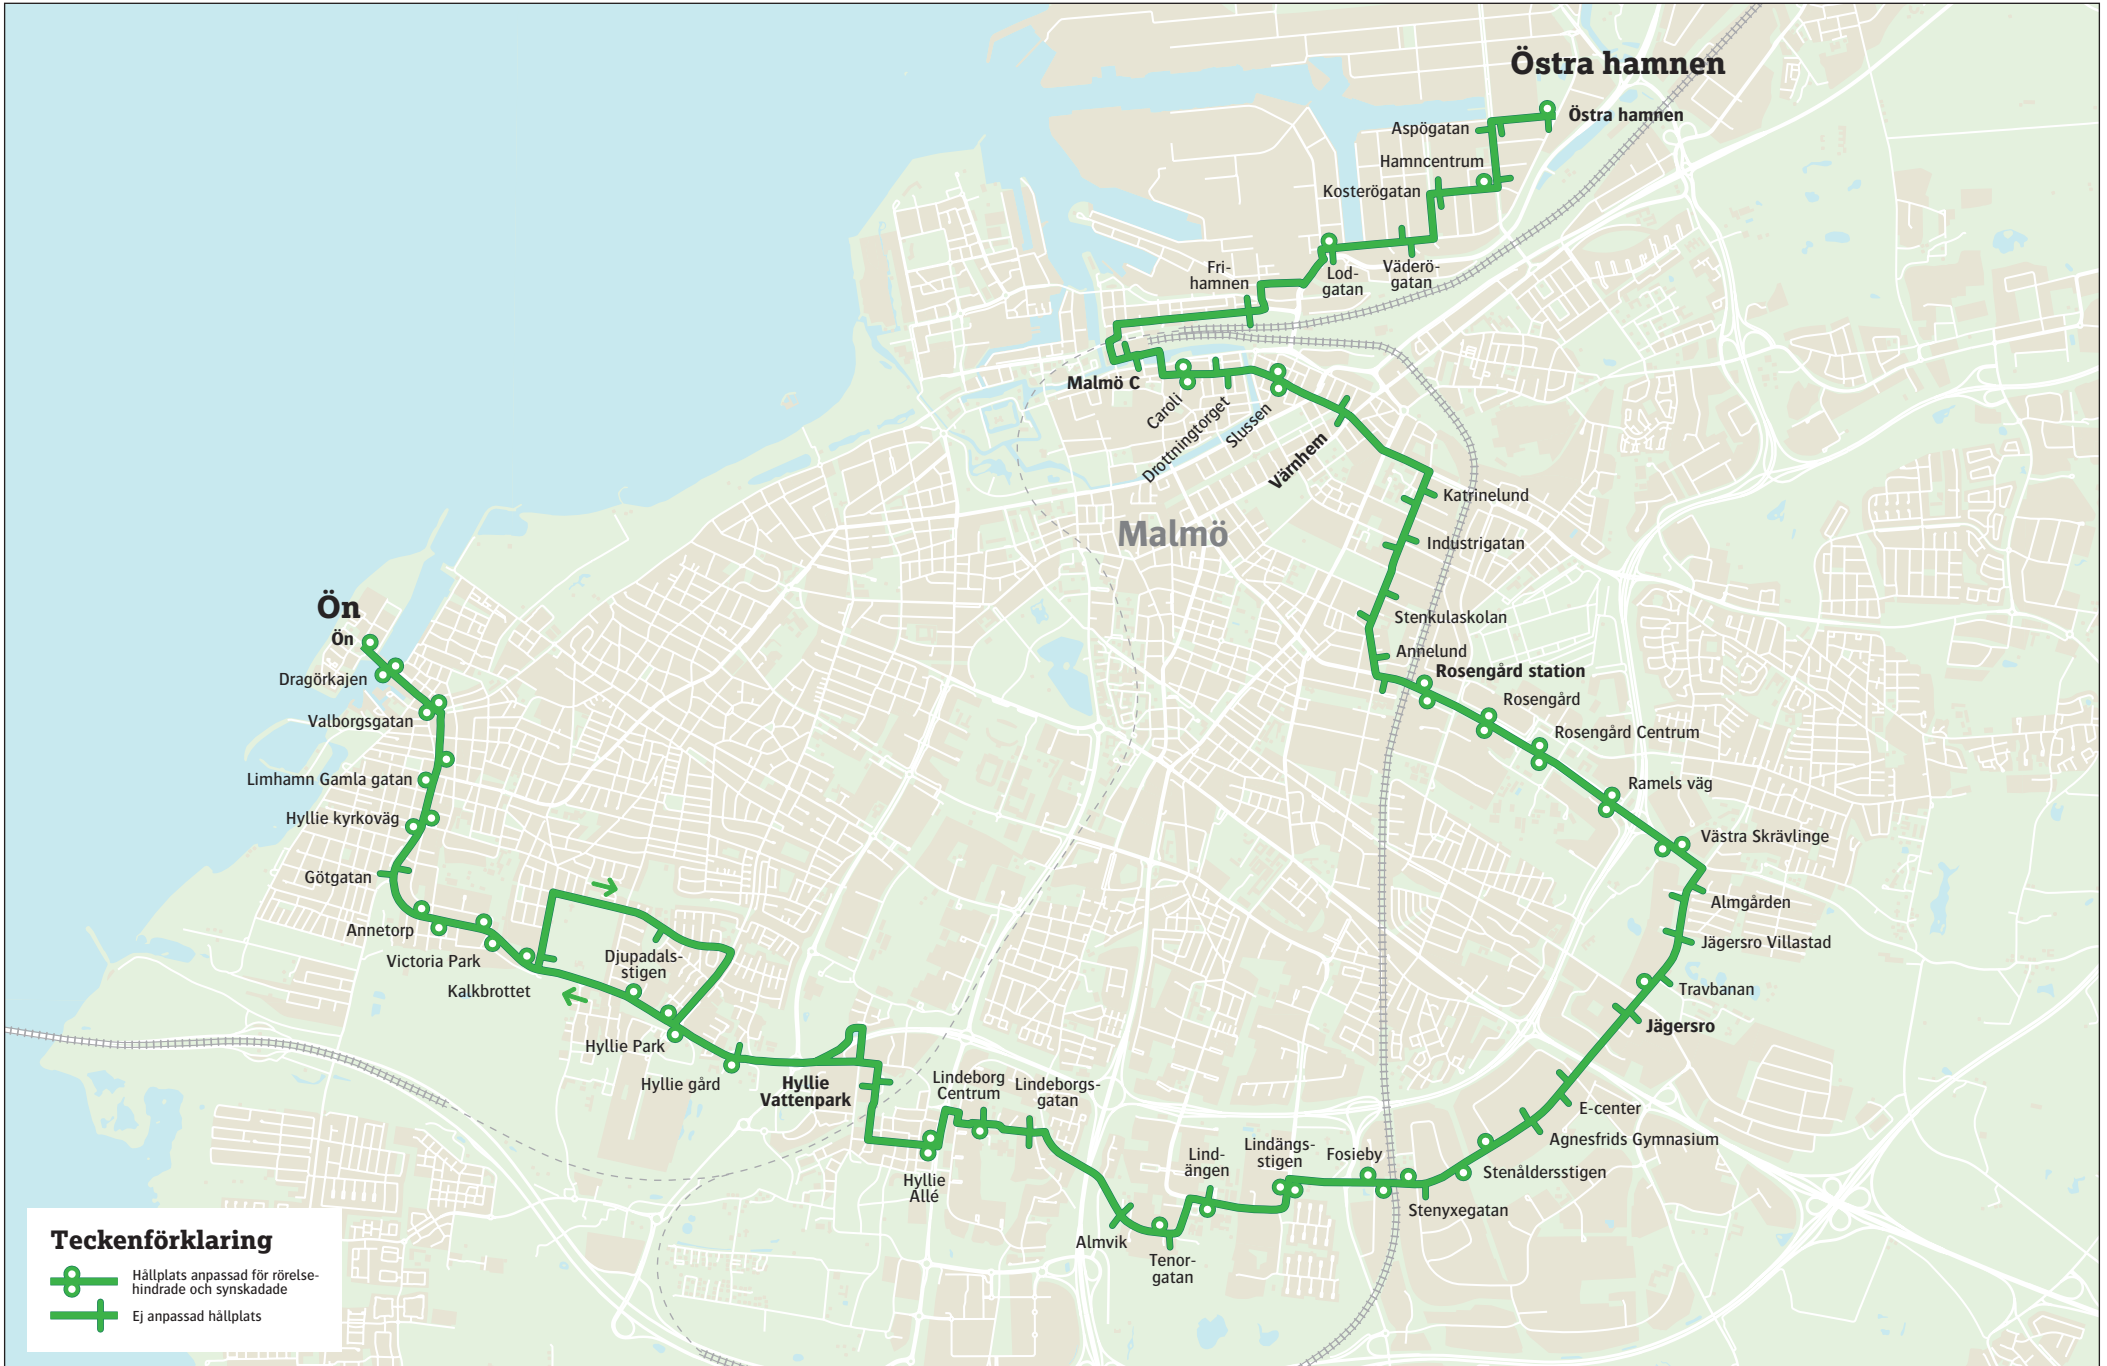 Östra hamnen
Östra hamnen
Aspögatan
Hamncentrum
Kosterögatan
Väderö-
gatan
Lod-
gatan
Fri-
hamnen
Malmö C
Caroli
Drottningtorget
Slussen
Värnhem
Katrinelund
Malmö
Industrigatan
Stenkulaskolan
Annelund
Rosengård station
Rosengård
Rosengård Centrum
Ramels väg
Västra Skrävlinge
Almgården
Jägersro Villastad
Travbanan
Jägersro
E-center
Agnesfrids Gymnasium
Stenåldersstigen
Stenyxegatan
Fosieby
Lindängs-
stigen
Lind-
ängen
Tenor-
gatan
Almvik
Lindeborgs-
gatan
Lindeborg
Centrum
Hyllie
Allé
Hyllie
Vattenpark
Hyllie gård
Hyllie Park
Djupadals-
stigen
Kalkbrottet
Victoria Park
Annetorp
Götgatan
Hyllie kyrkoväg
Limhamn Gamla gatan
Valborgsgatan
Dragörkajen
Ön
Ön
Teckenförklaring
Hållplats anpassad för rörelse-
hindrade och synskadade
Ej anpassad hållplats